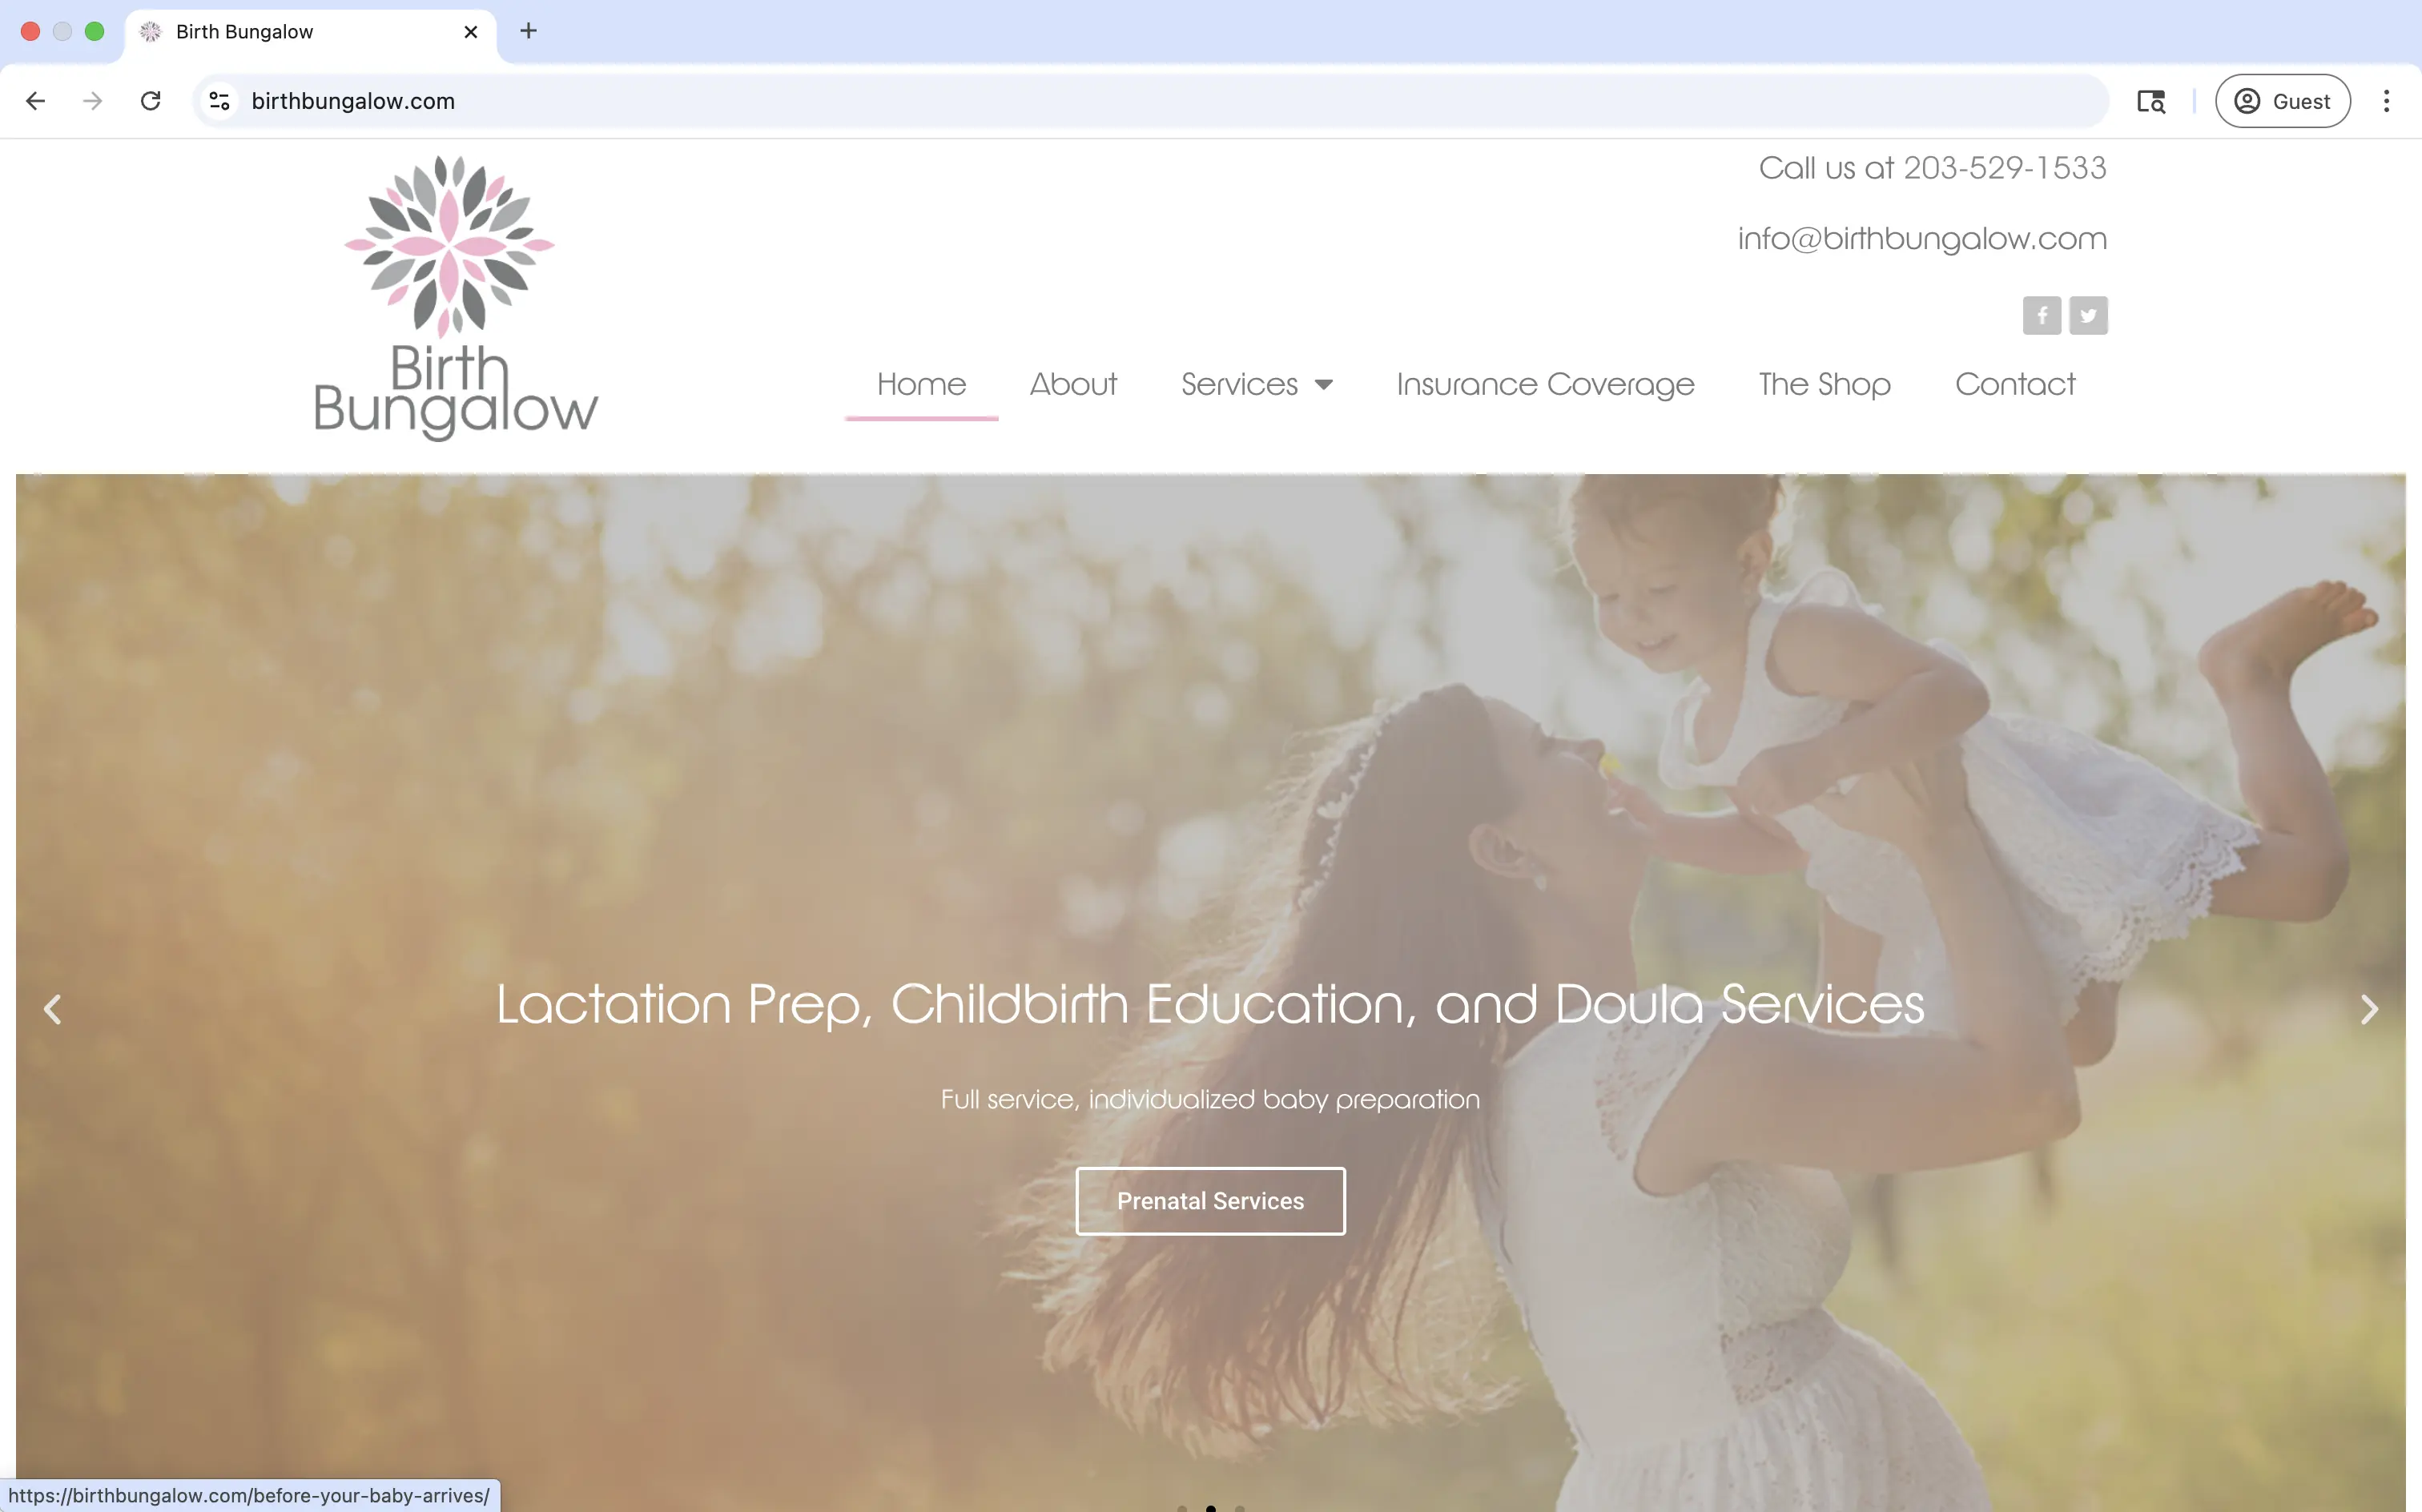 Birth Bungalow
birthbungalow.com
Guest
Birth
Bungalow
Call us at 203-529-1533
info@birthbungalow.com
Home About Services Insurance Coverage The Shop Contact
Lactation Prep, Childbirth Education, and Doula Services
Full service, individualized baby preparation
Prenatal Services
https://birthbungalow.com/before-your-baby-arrives/